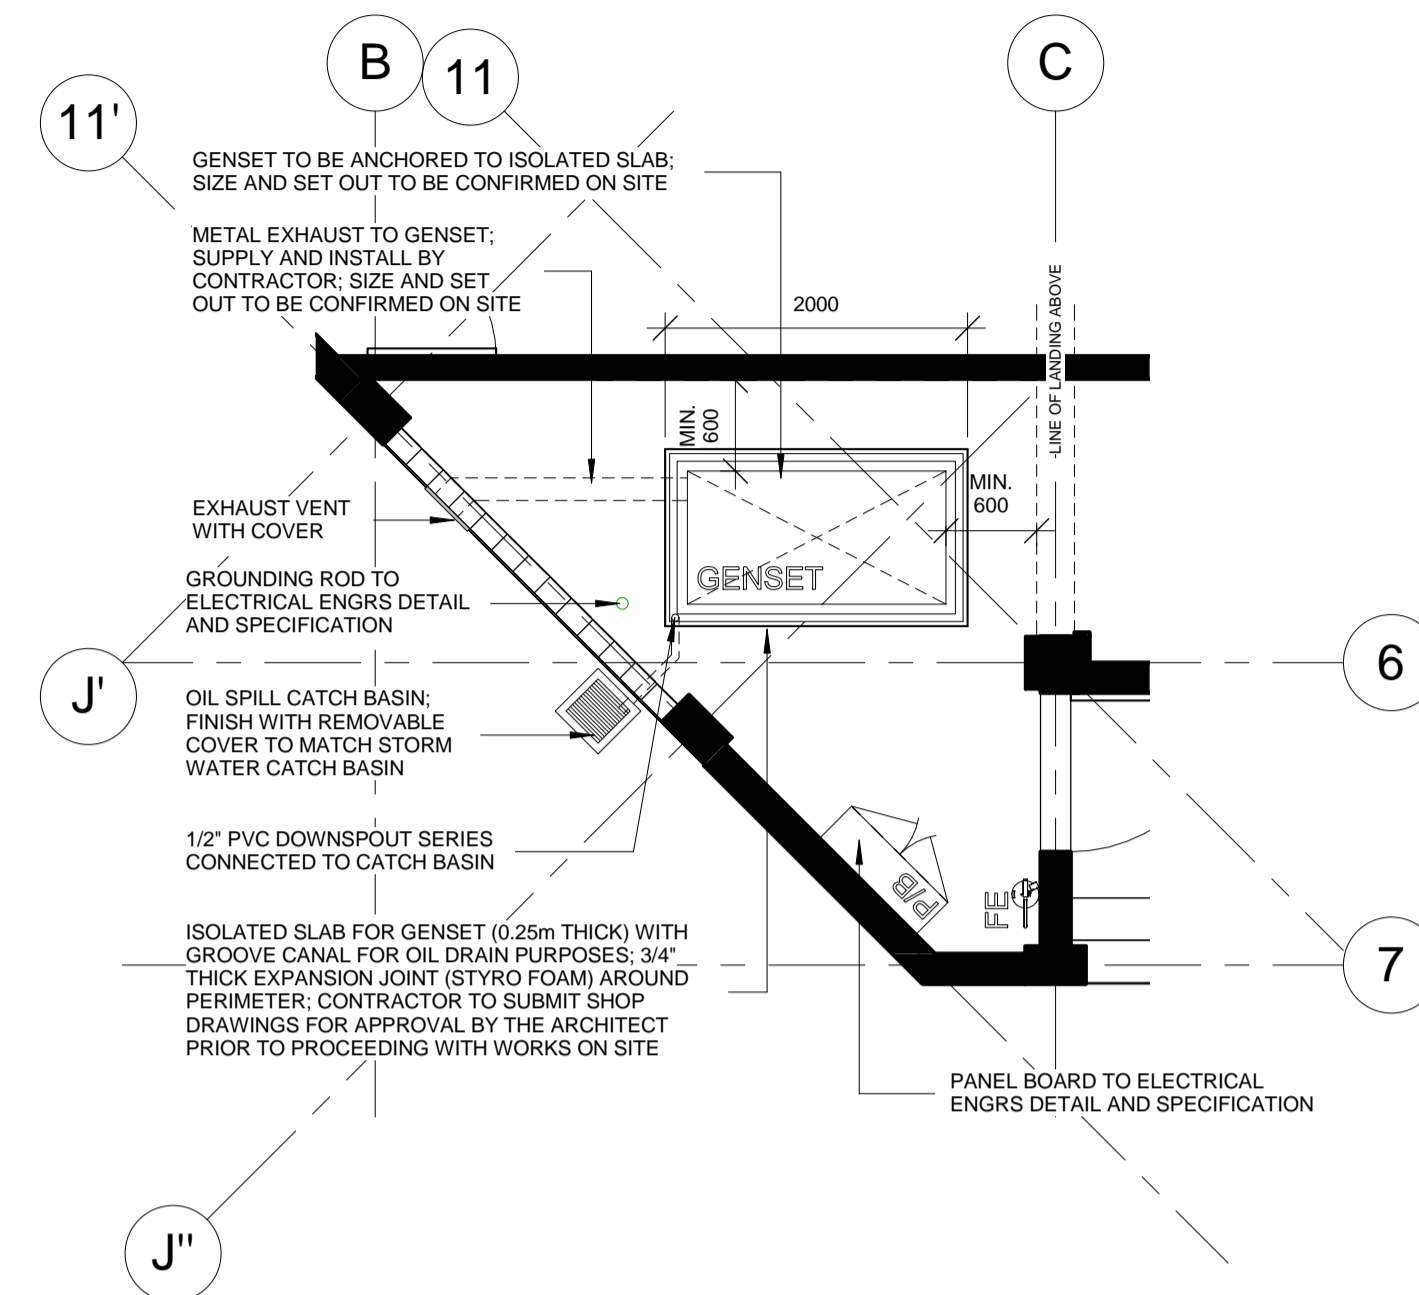 B
11
C
11'
GENSET TO BE ANCHORED TO ISOLATED SLAB;
SIZE AND SET OUT TO BE CONFIRMED ON SITE
METAL EXHAUST TO GENSET;
SUPPLY AND INSTALL BY
CONTRACTOR; SIZE AND SET
OUT TO BE CONFIRMED ON SITE
2000
LINE OF LANDING ABOVE
MIN.
600
MIN.
600
EXHAUST VENT
WITH COVER
GENSET
GROUNDING ROD TO
ELECTRICAL ENGRS DETAIL
AND SPECIFICATION
J'
6
OIL SPILL CATCH BASIN;
FINISH WITH REMOVABLE
COVER TO MATCH STORM
WATER CATCH BASIN
1/2" PVC DOWNSPOUT SERIES
CONNECTED TO CATCH BASIN
P/B
FE
ISOLATED SLAB FOR GENSET (0.25m THICK) WITH
GROOVE CANAL FOR OIL DRAIN PURPOSES; 3/4"
THICK EXPANSION JOINT (STYRO FOAM) AROUND
PERIMETER; CONTRACTOR TO SUBMIT SHOP
DRAWINGS FOR APPROVAL BY THE ARCHITECT
PRIOR TO PROCEEDING WITH WORKS ON SITE
7
PANEL BOARD TO ELECTRICAL
ENGRS DETAIL AND SPECIFICATION
J"